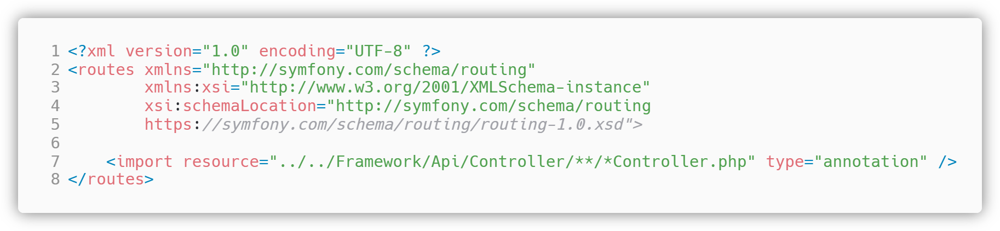 1 <?xml version="1.0" encoding="UTF-8" ?>
2 <routes xmlns="http://symfony.com/schema/routing"
3         xmlns:xsi="http://www.w3.org/2001/XMLSchema-instance"
4         xsi:schemaLocation="http://symfony.com/schema/routing
5         https://symfony.com/schema/routing/routing-1.0.xsd">
6
7     <import resource="../../Framework/Api/Controller/**/*Controller.php" type="annotation" />
8 </routes>